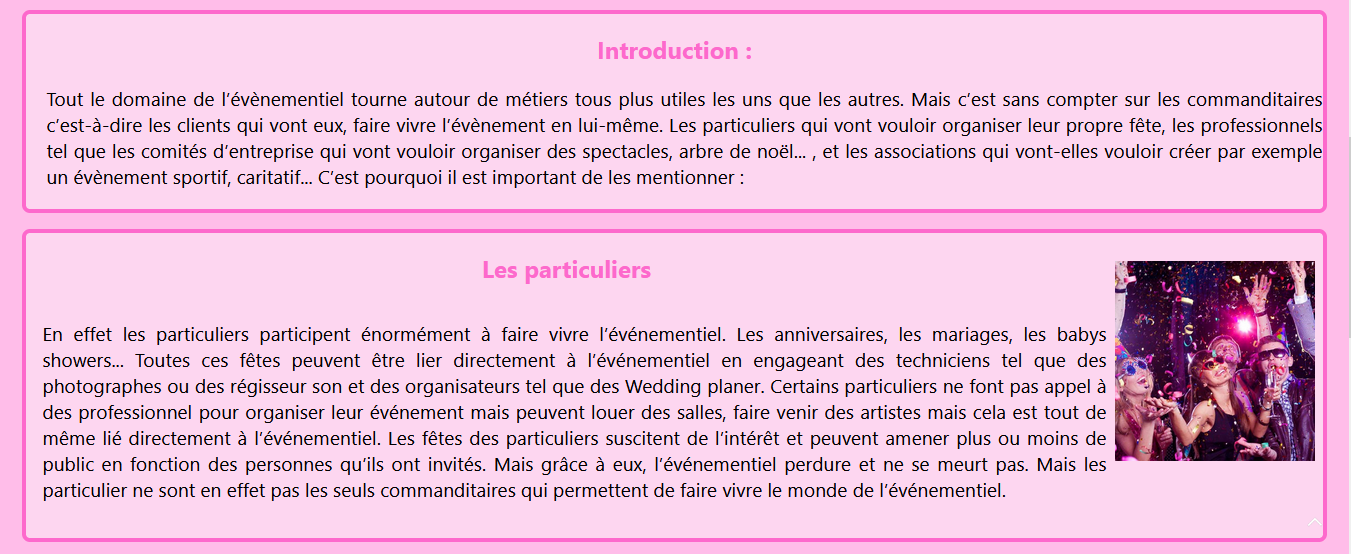 Introduction :
Tout le domaine de l’évènementiel tourne autour de métiers tous plus utiles les uns que les autres. Mais c’est sans compter sur les commanditaires
c’est-à-dire les clients qui vont eux, faire vivre l’évènement en lui-même. Les particuliers qui vont vouloir organiser leur propre fête, les professionnels
tel que les comités d’entreprise qui vont vouloir organiser des spectacles, arbre de noël... , et les associations qui vont-elles vouloir créer par exemple
un évènement sportif, caritatif... C’est pourquoi il est important de les mentionner :
Les particuliers
En effet les particuliers participent énormément à faire vivre l’événementiel. Les anniversaires, les mariages, les babys
showers... Toutes ces fêtes peuvent être lier directement à l’événementiel en engageant des techniciens tel que des
photographes ou des régisseur son et des organisateurs tel que des Wedding planer. Certains particuliers ne font pas appel à
des professionnel pour organiser leur événement mais peuvent louer des salles, faire venir des artistes mais cela est tout de
même lié directement à l’événementiel. Les fêtes des particuliers suscitent de l’intérêt et peuvent amener plus ou moins de
public en fonction des personnes qu’ils ont invités. Mais grâce à eux, l’événementiel perdure et ne se meurt pas. Mais les
particulier ne sont en effet pas les seuls commanditaires qui permettent de faire vivre le monde de l’événementiel.